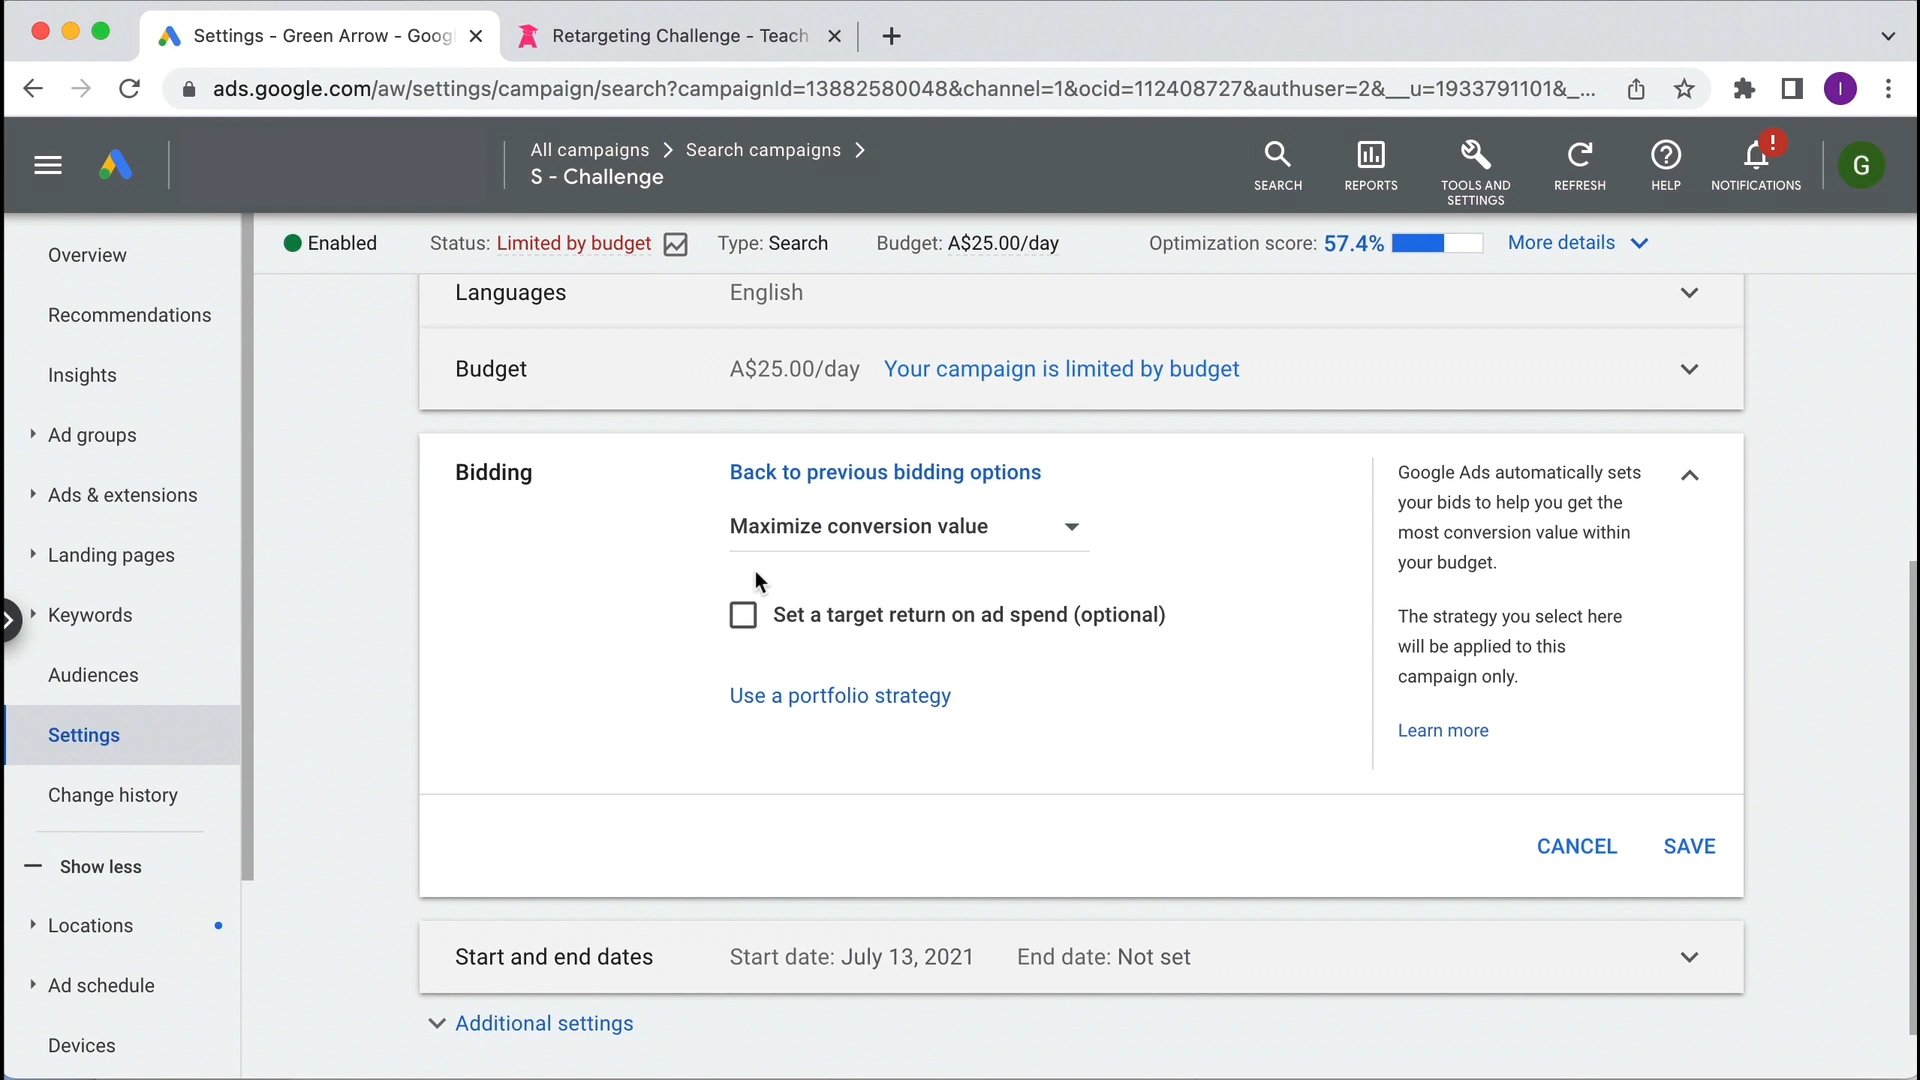 Settings - Green Arrow - Goog
Retargeting Challenge - Teach
ads.google.com/aw/settings/campaign/search?campaignId=13882580048&channel=1&ocid=112408727&authuser=2&__u=1933791101&_...
I
All campaigns > Search campaigns >
S - Challenge
SEARCH
REPORTS
TOOLS AND
SETTINGS
REFRESH
HELP
!
NOTIFICATIONS
G
Enabled
Status: Limited by budget
Type: Search
Budget: A$25.00/day
Optimization score: 57.4%
More details
Overview
Recommendations
Insights
Ad groups
Ads & extensions
Landing pages
Keywords
Audiences
Settings
Change history
Show less
Locations
Ad schedule
Devices
Languages
English
Budget
A$25.00/day
Your campaign is limited by budget
Bidding
Back to previous bidding options
Maximize conversion value
Set a target return on ad spend (optional)
Use a portfolio strategy
Google Ads automatically sets
your bids to help you get the
most conversion value within
your budget.
The strategy you select here
will be applied to this
campaign only.
Learn more
CANCEL
SAVE
Start and end dates
Start date: July 13, 2021
End date: Not set
Additional settings